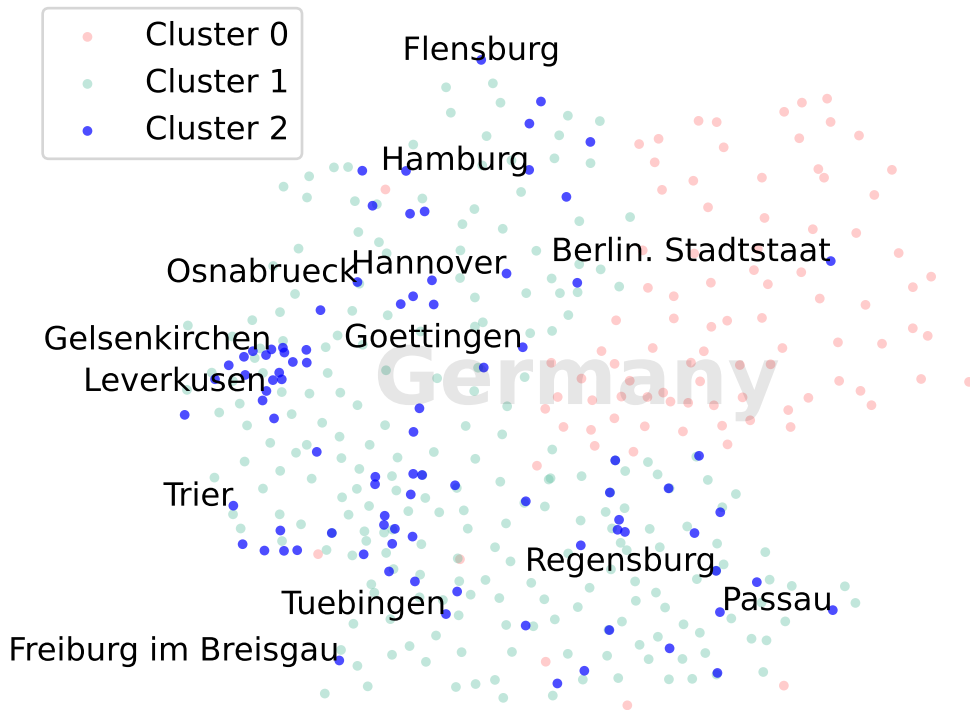 Cluster 0
Cluster 1
Cluster 2
Flensburg
Hamburg
Berlin. Stadtstaat
Osnabrueck
Hannover
Gelsenkirchen
Goettingen
Leverkusen
Germany
Trier
Regensburg
Tuebingen
Passau
Freiburg im Breisgau